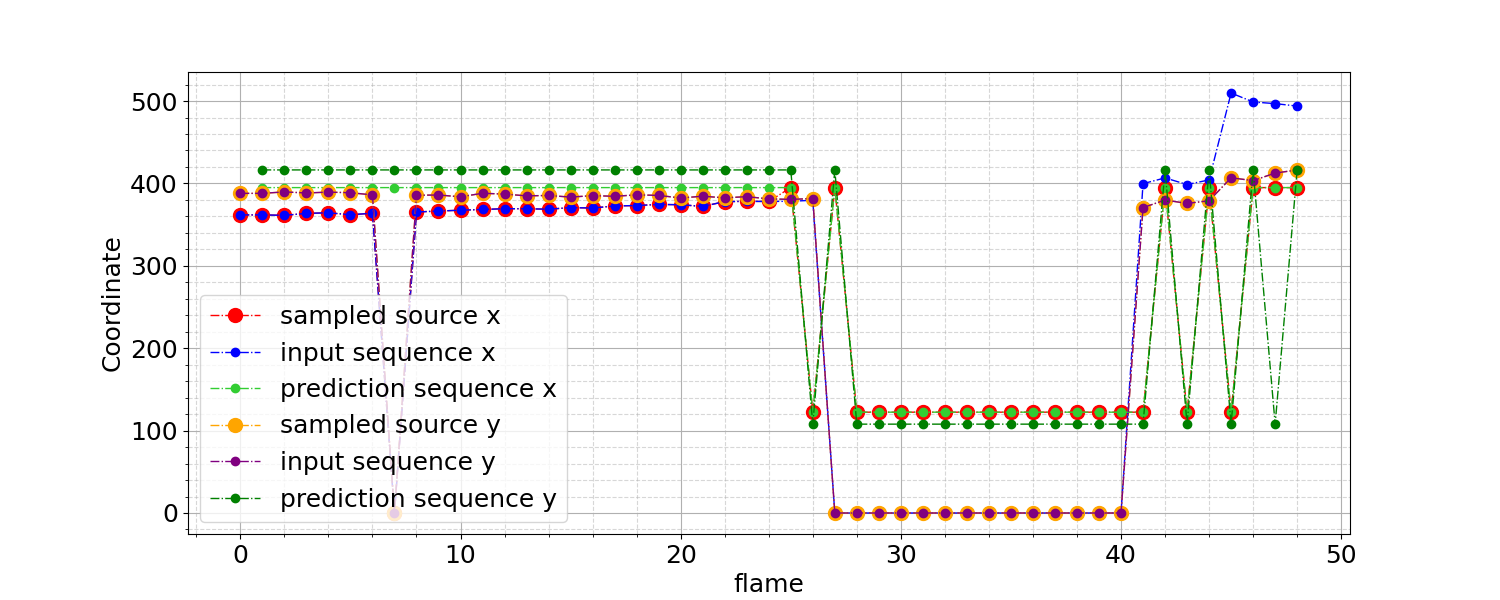 500
400
300
200
100
0
Coordinate
sampled source x
input sequence x
prediction sequence x
sampled source y
input sequence y
prediction sequence y
0 10 20 30 40 50
flame